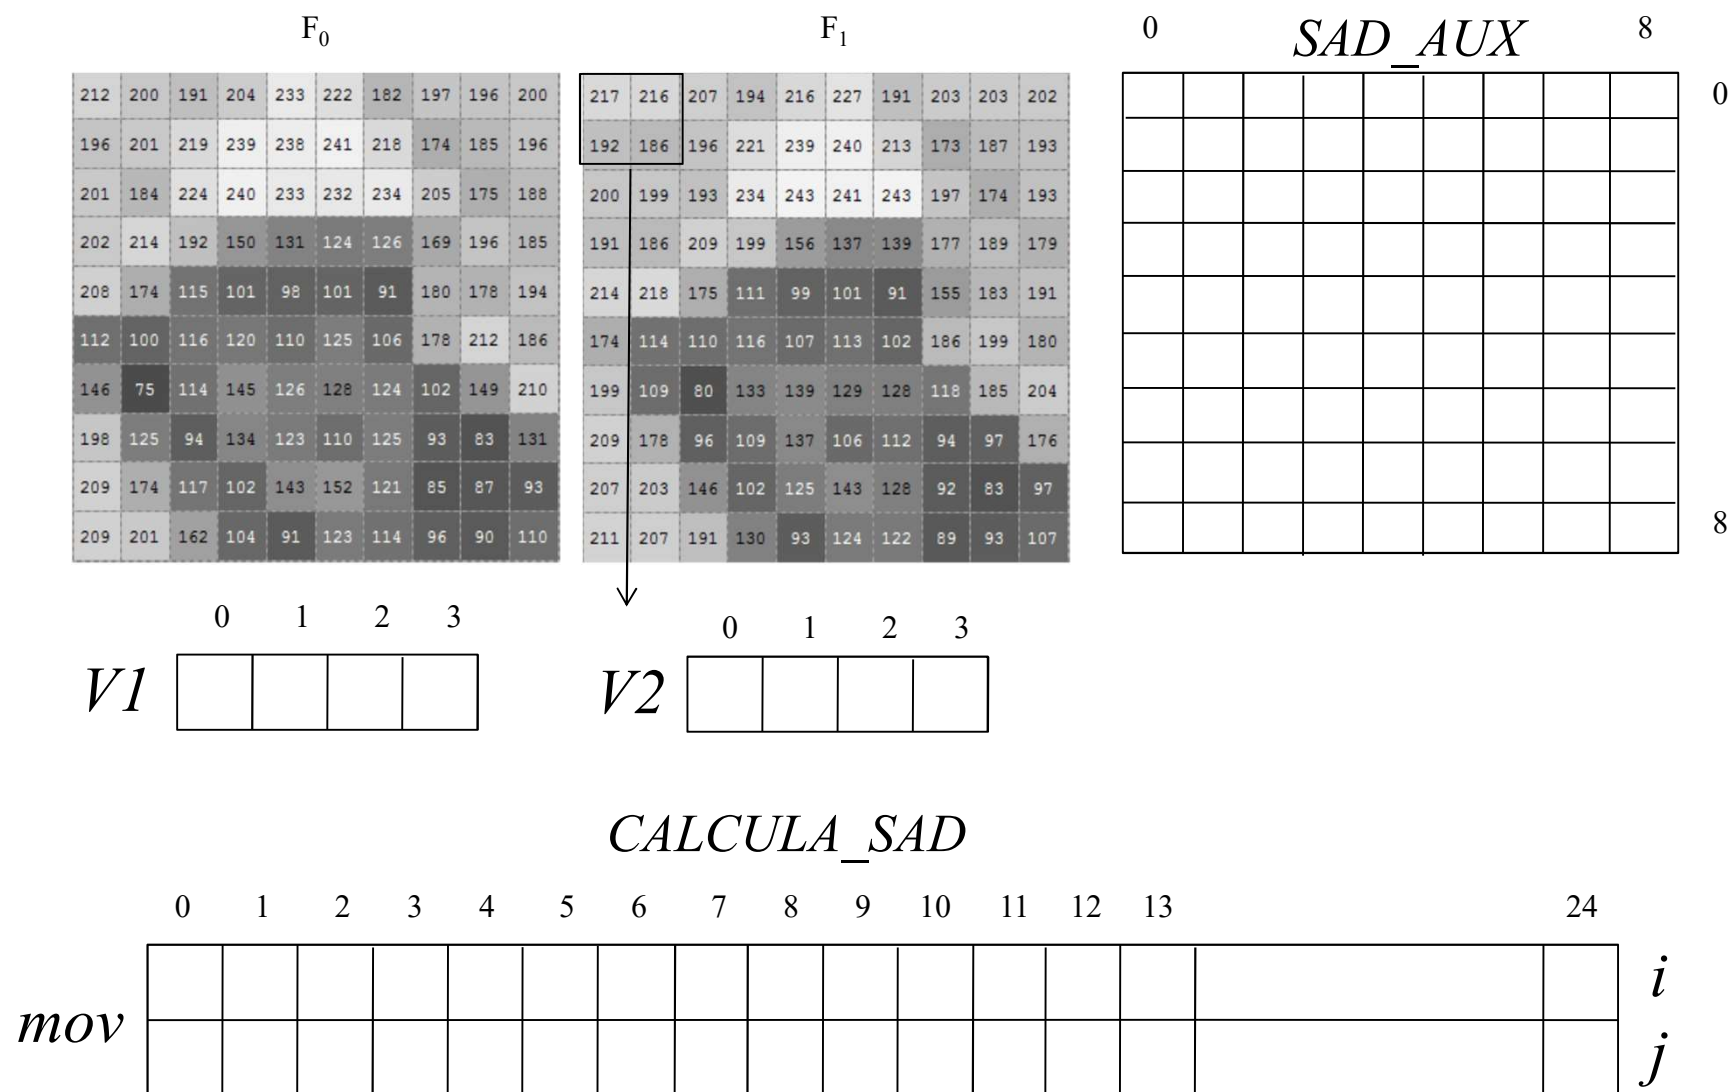 F0 F1 0 SAD_AUX 8
212 200 191 204 233 222 182 197 196 200 217 216 207 194 216 227 191 203 203 202 0
196 201 219 239 238 241 218 174 185 196 192 186 196 221 239 240 213 173 187 193
201 184 224 240 233 232 234 205 175 188 200 199 193 234 243 241 243 197 174 193
202 214 192 150 131 124 126 169 196 185 191 186 209 199 156 137 139 177 189 179
208 174 115 101 98 101 91 180 178 194 214 218 175 111 99 101 91 155 183 191
112 100 116 120 110 125 106 178 212 186 174 114 110 116 107 113 102 186 199 180
146 75 114 145 126 128 124 102 149 210 199 109 80 133 139 129 128 118 185 204
198 125 94 134 123 110 125 93 83 131 209 178 96 109 137 106 112 94 97 176
209 174 117 102 143 152 121 85 87 93 207 203 146 102 125 143 128 92 83 97 8
209 201 162 104 91 123 114 96 90 110 211 207 191 130 93 124 122 89 93 107
0 1 2 3 0 1 2 3
V1 V2
CALCULA_SAD
0 1 2 3 4 5 6 7 8 9 10 11 12 13 24
i
mov
j